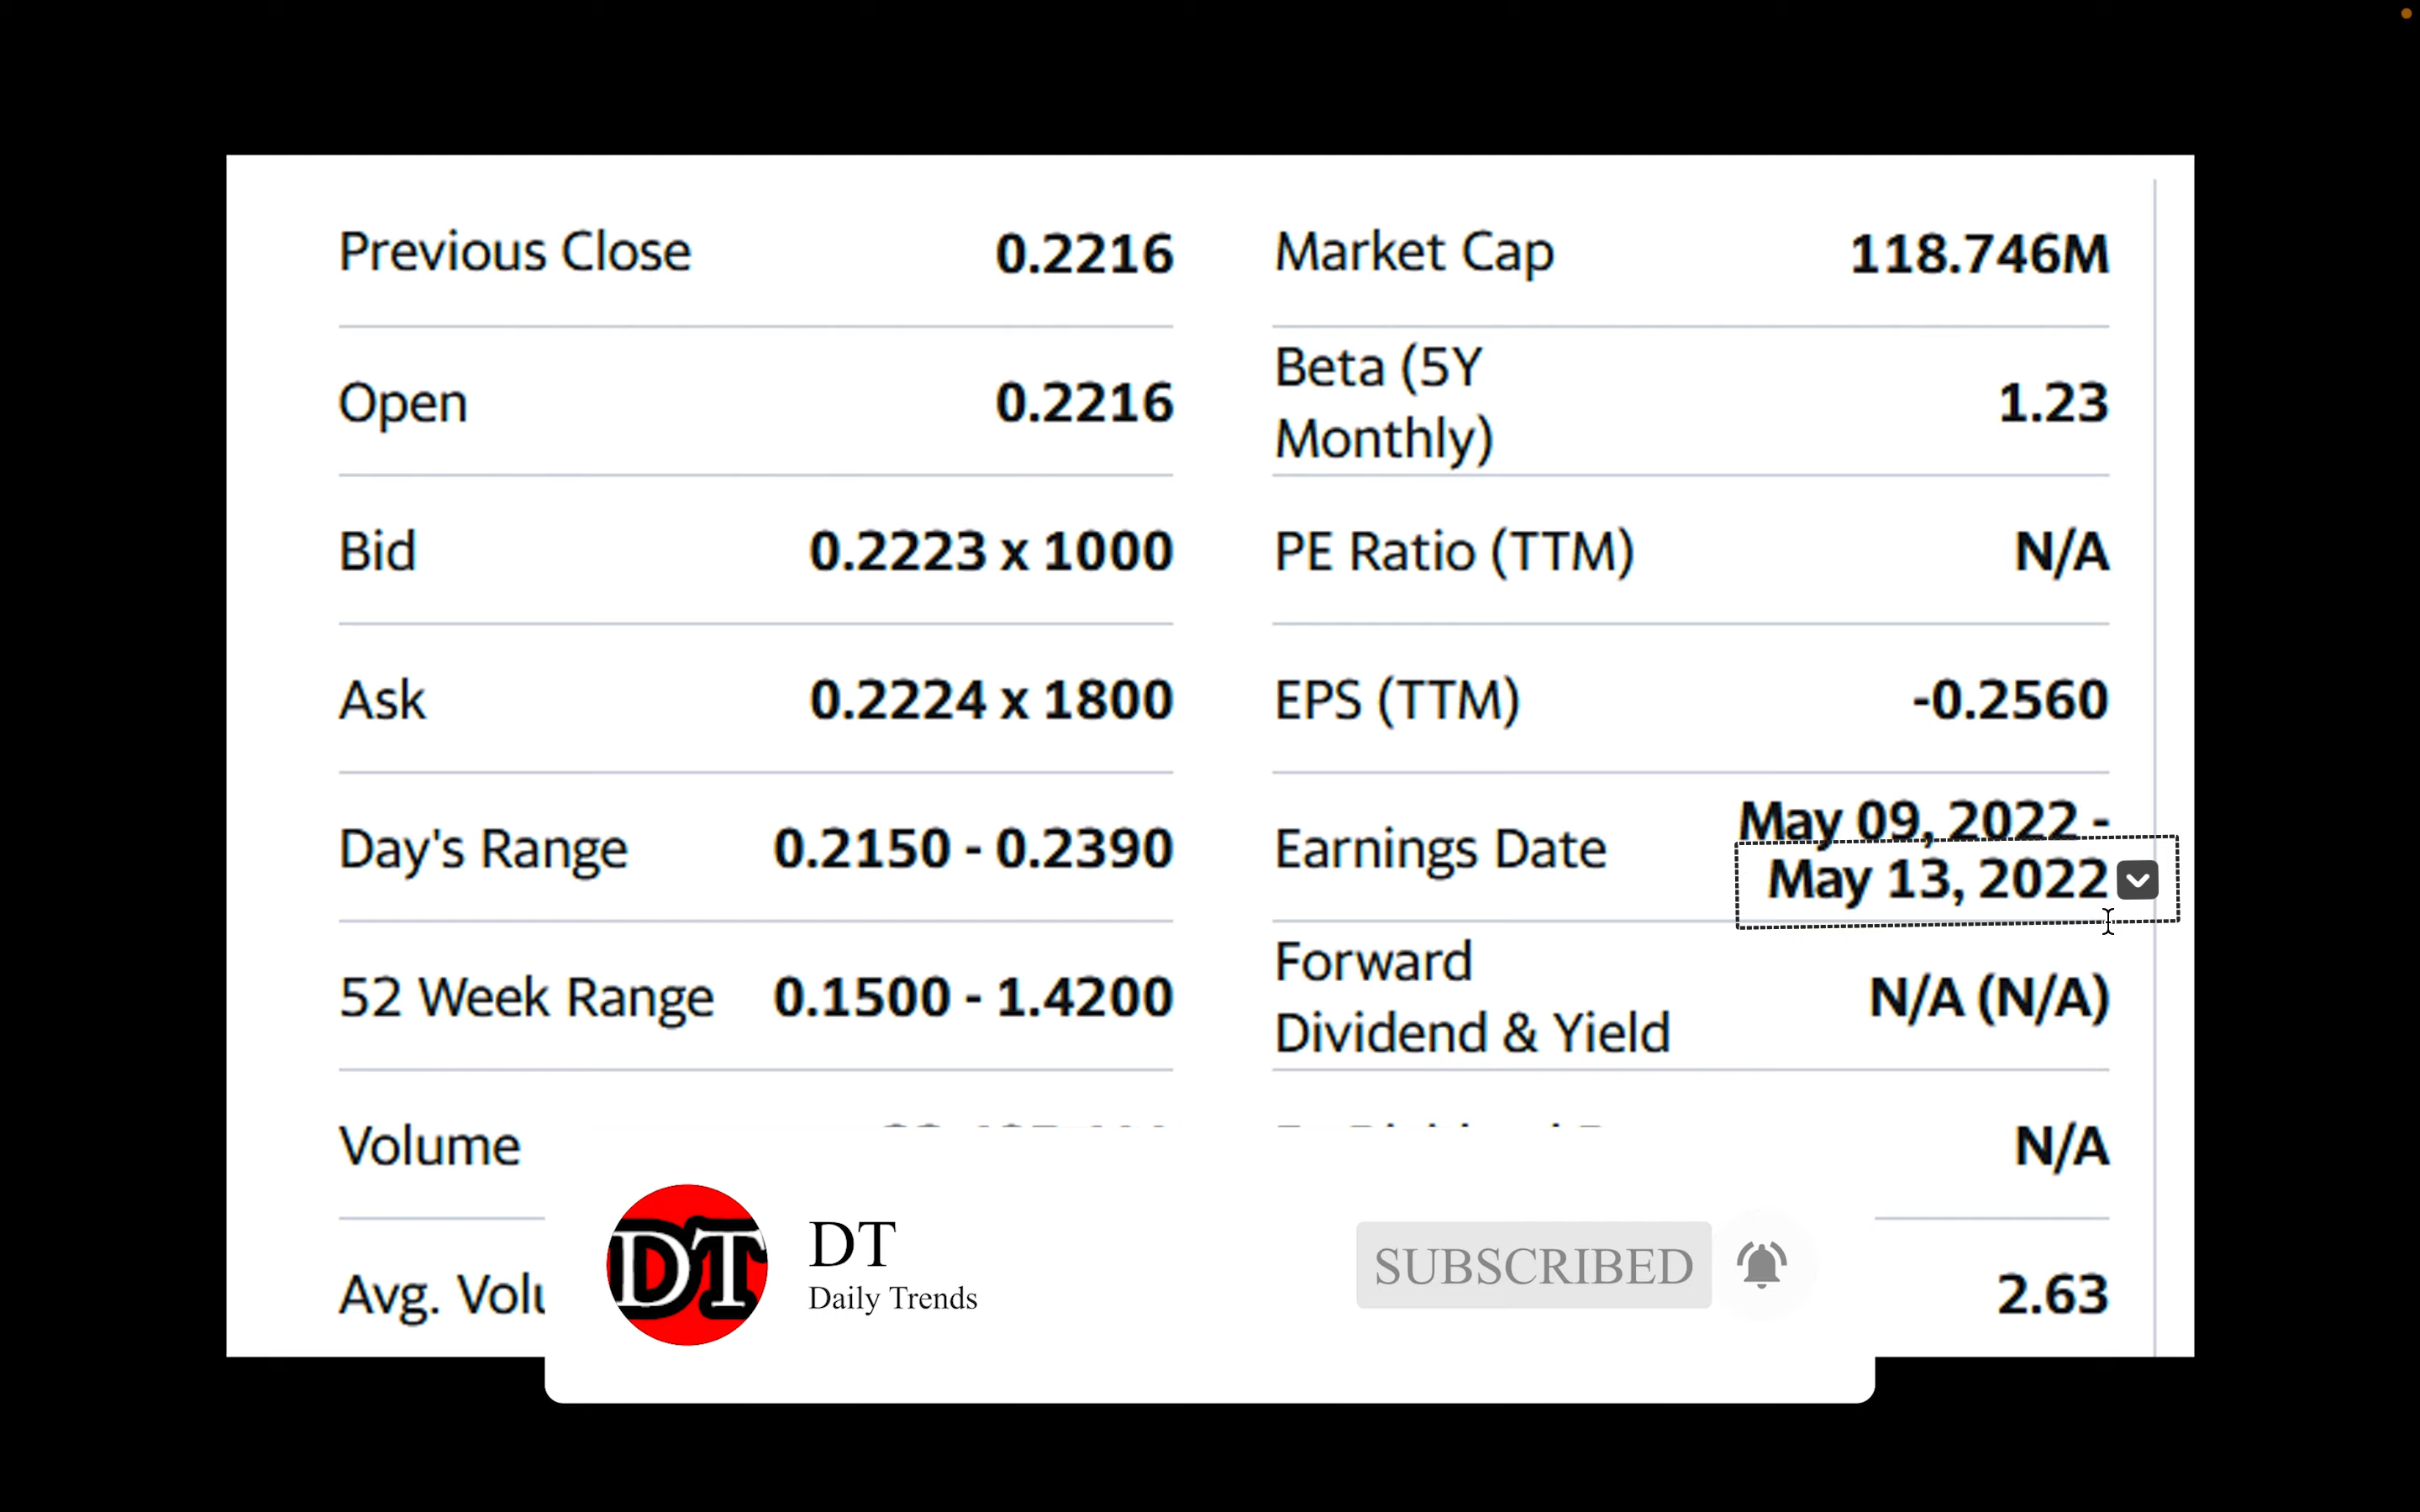 Previous Close 0.2216 Market Cap 118.746M
Open 0.2216 Beta (5Y
Monthly) 1.23
Bid 0.2223 x 1000 PE Ratio (TTM) N/A
Ask 0.2224 x 1800 EPS (TTM) -0.2560
Day's Range 0.2150 - 0.2390 Earnings Date May 09, 2022 -
May 13, 2022
52 Week Range 0.1500 - 1.4200 Forward
Dividend & Yield N/A (N/A)
Volume N/A
Avg. 2.63
DT
DT
Daily Trends
SUBSCRIBED